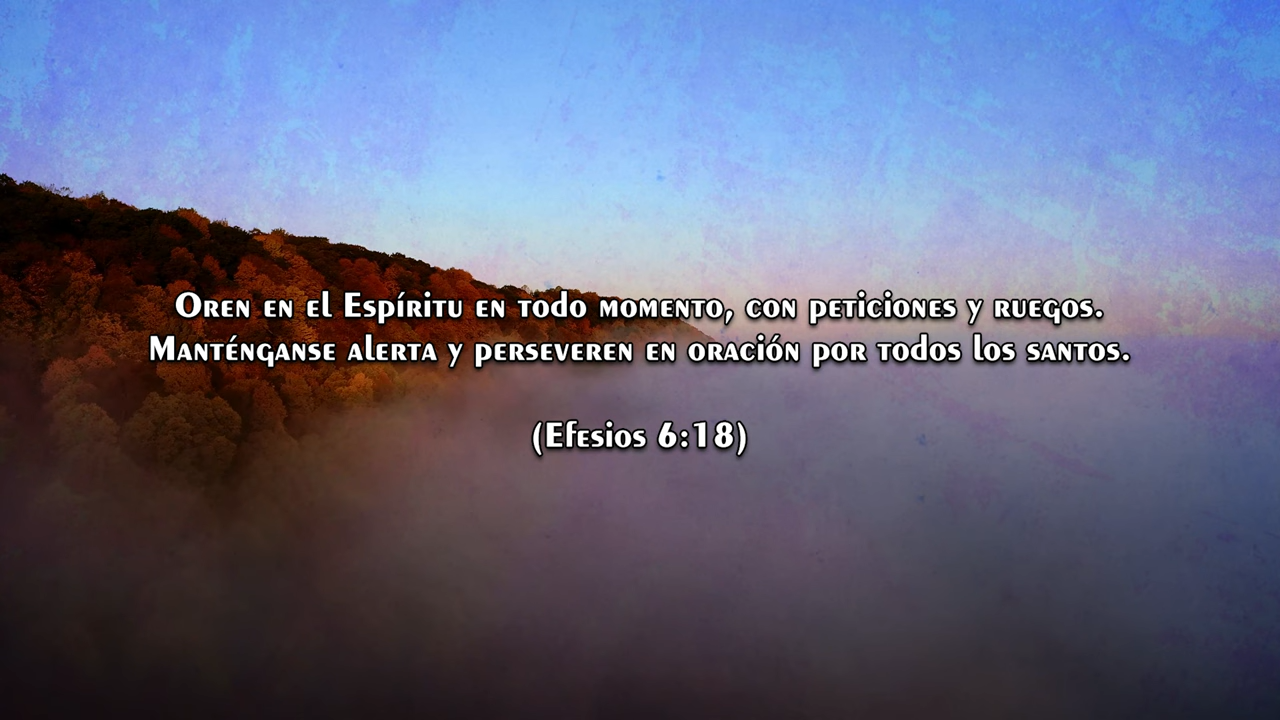 Oren en el Espíritu en todo momento, con peticiones y ruegos.
Manténganse alerta y perseveren en oración por todos los santos.
(Efesios 6:18)